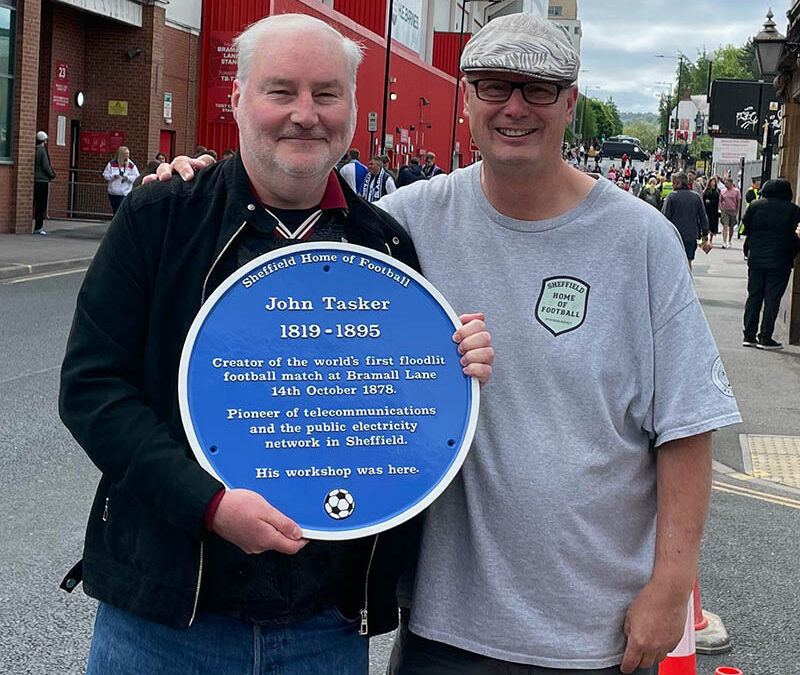 23
Sheffield Home of Football
John Tasker
1819-1895
Creator of the world's first floodlit
football match at Bramall Lane
14th October 1878.
Pioneer of telecommunications
and the public electricity
network in Sheffield.
His workshop was here.
SHEFFIELD
HOME OF
FOOTBALL